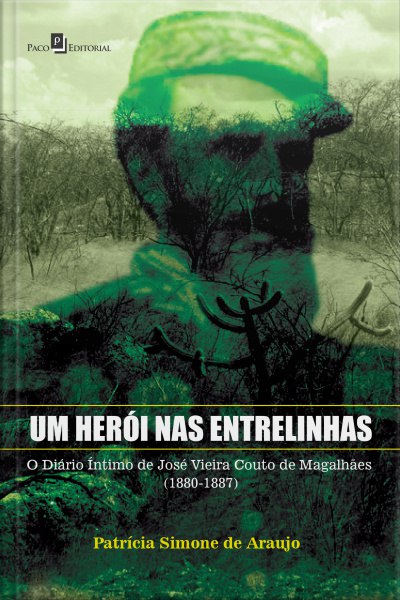 PACO EDITORIAL
UM HERÓI NAS ENTRELINHAS
O Diário Íntimo de José Vieira Couto de Magalhães
(1880-1887)
Patrícia Simone de Araujo